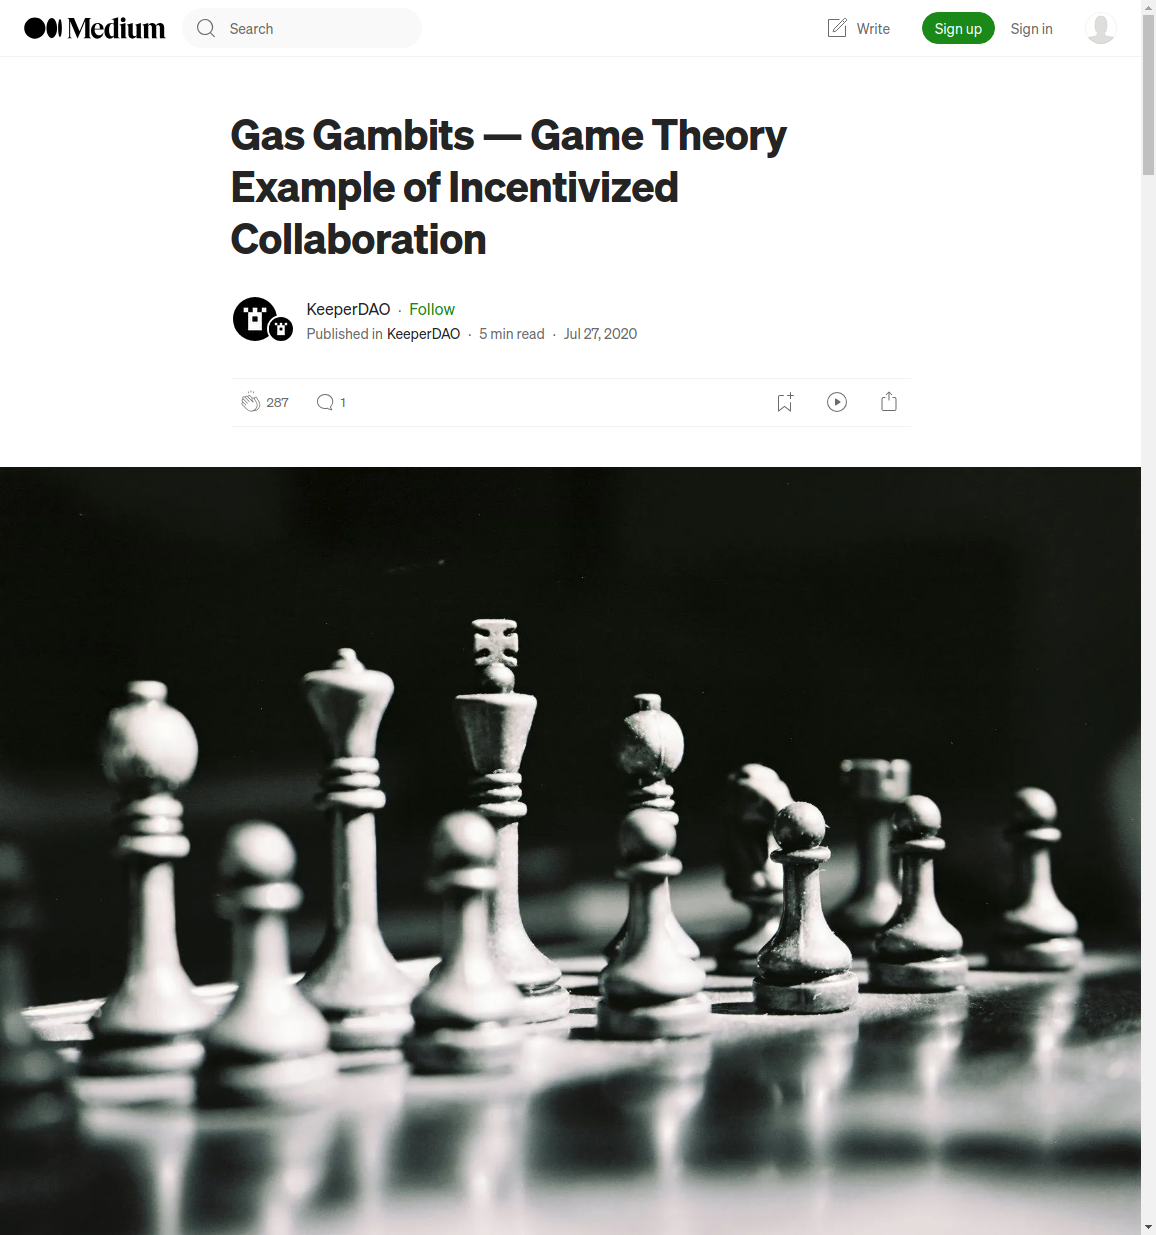 Medium
Search
Write
Sign up
Sign in
Gas Gambits — Game Theory
Example of Incentivized
Collaboration
KeeperDAO · Follow
Published in KeeperDAO · 5 min read · Jul 27, 2020
287
1